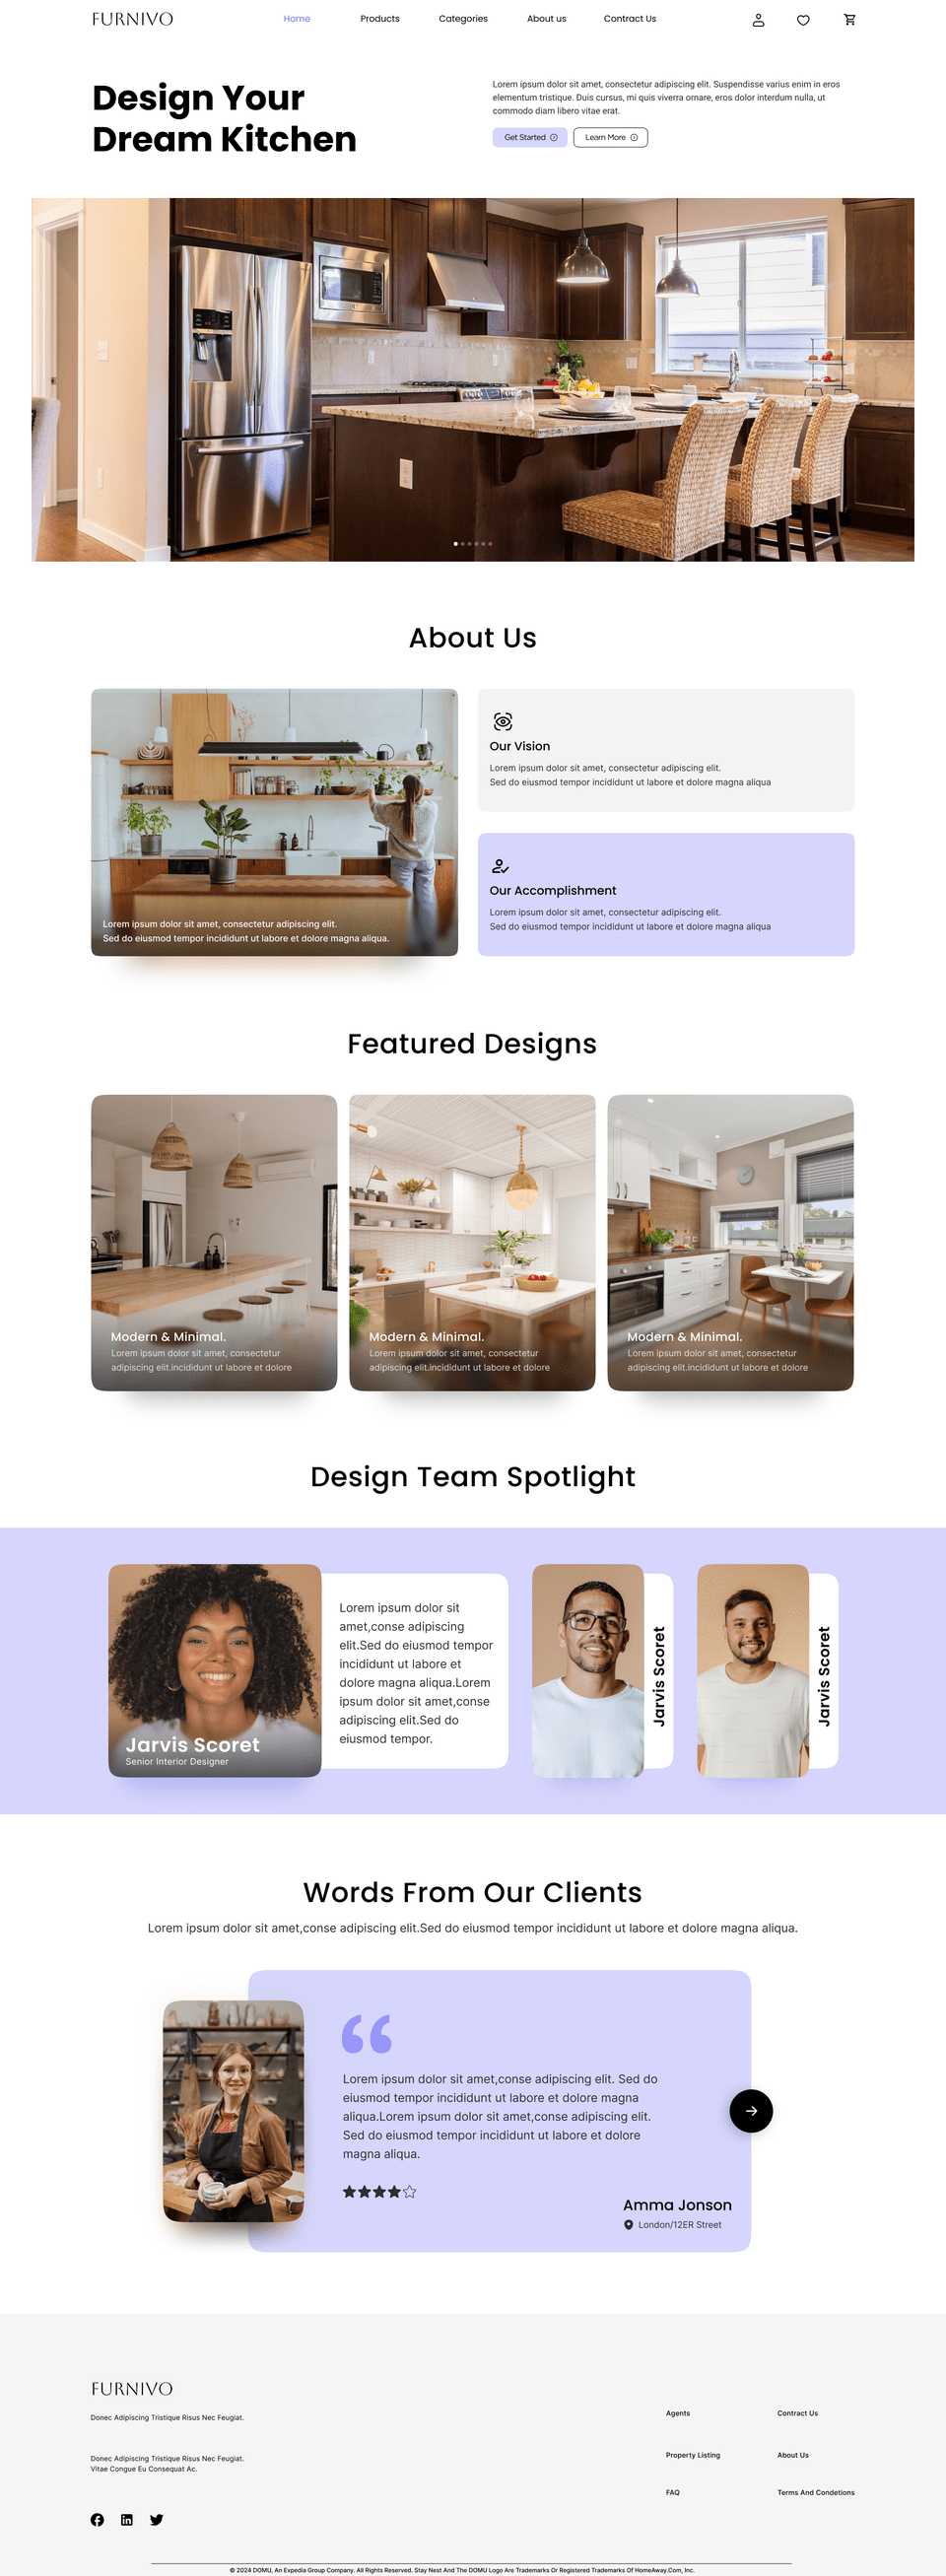 FURNIVO
Home
Products
Categories
About us
Contract Us
Design Your
Dream Kitchen
Lorem ipsum dolor sit amet, consectetur adipiscing elit. Suspendisse varius enim in eros
elementum tristique. Duis cursus, mi quis viverra ornare, eros dolor interdum nulla, ut
commodo diam libero vitae erat.
Get Started
Learn More
About Us
Lorem ipsum dolor sit amet, consectetur adipiscing elit.
Sed do eiusmod tempor incididunt ut labore et dolore magna aliqua.
Our Vision
Lorem ipsum dolor sit amet, consectetur adipiscing elit.
Sed do eiusmod tempor incididunt ut labore et dolore magna aliqua
Our Accomplishment
Lorem ipsum dolor sit amet, consectetur adipiscing elit.
Sed do eiusmod tempor incididunt ut labore et dolore magna aliqua
Featured Designs
Modern & Minimal.
Lorem ipsum dolor sit amet, consectetur
adipiscing elit.incididunt ut labore et dolore
Modern & Minimal.
Lorem ipsum dolor sit amet, consectetur
adipiscing elit.incididunt ut labore et dolore
Modern & Minimal.
Lorem ipsum dolor sit amet, consectetur
adipiscing elit.incididunt ut labore et dolore
Design Team Spotlight
Jarvis Scoret
Senior Interior Designer
Lorem ipsum dolor sit
amet,conse adipiscing
elit.Sed do eiusmod tempor
incididunt ut labore et
dolore magna aliqua.Lorem
ipsum dolor sit amet,conse
adipiscing elit.Sed do
eiusmod tempor.
Jarvis Scoret
Jarvis Scoret
Words From Our Clients
Lorem ipsum dolor sit amet,conse adipiscing elit.Sed do eiusmod tempor incididunt ut labore et dolore magna aliqua.
“
Lorem ipsum dolor sit amet,conse adipiscing elit. Sed do
eiusmod tempor incididunt ut labore et dolore magna
aliqua.Lorem ipsum dolor sit amet,conse adipiscing elit.
Sed do eiusmod tempor incididunt ut labore et dolore
magna aliqua.
Amma Jonson
London/12ER Street
FURNIVO
Donec Adipiscing Tristique Risus Nec Feugiat.
Donec Adipiscing Tristique Risus Nec Feugiat.
Vitae Congue Eu Consequat Ac.
Agents
Contract Us
Property Listing
About Us
FAQ
Terms And Condetions
© 2024 DOMU, An Expedia Group Company. All Rights Reserved. Stay Nest And The DOMU Logo Are Trademarks Or Registered Trademarks Of HomeAway.Com, Inc.